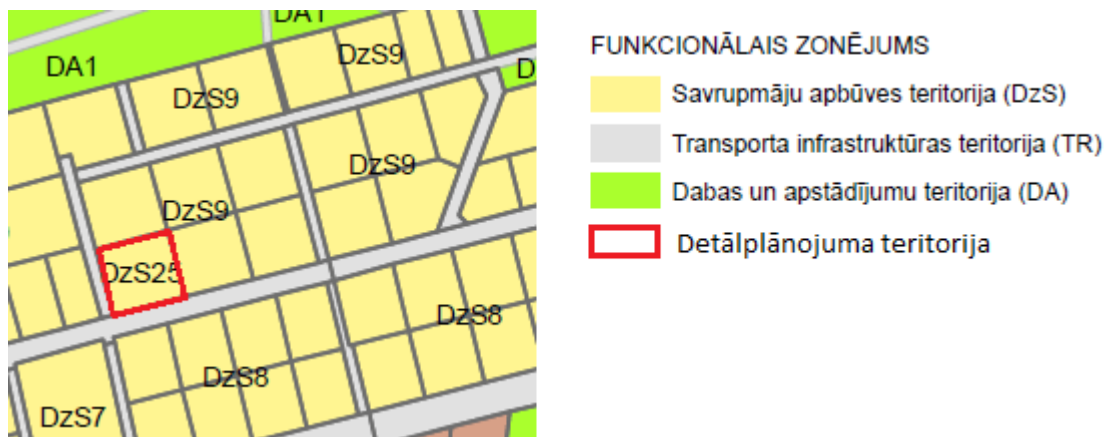 DA1
DA1
DzS9
D
DzS9
DzS9
DzS9
DzS25
DzS8
DzS8
DzS7
FUNKCIONĀLAIS ZONĒJUMS
Savrupmāju apbūves teritorija (DzS)
Transporta infrastruktūras teritorija (TR)
Dabas un apstādījumu teritorija (DA)
Detālplānojuma teritorija